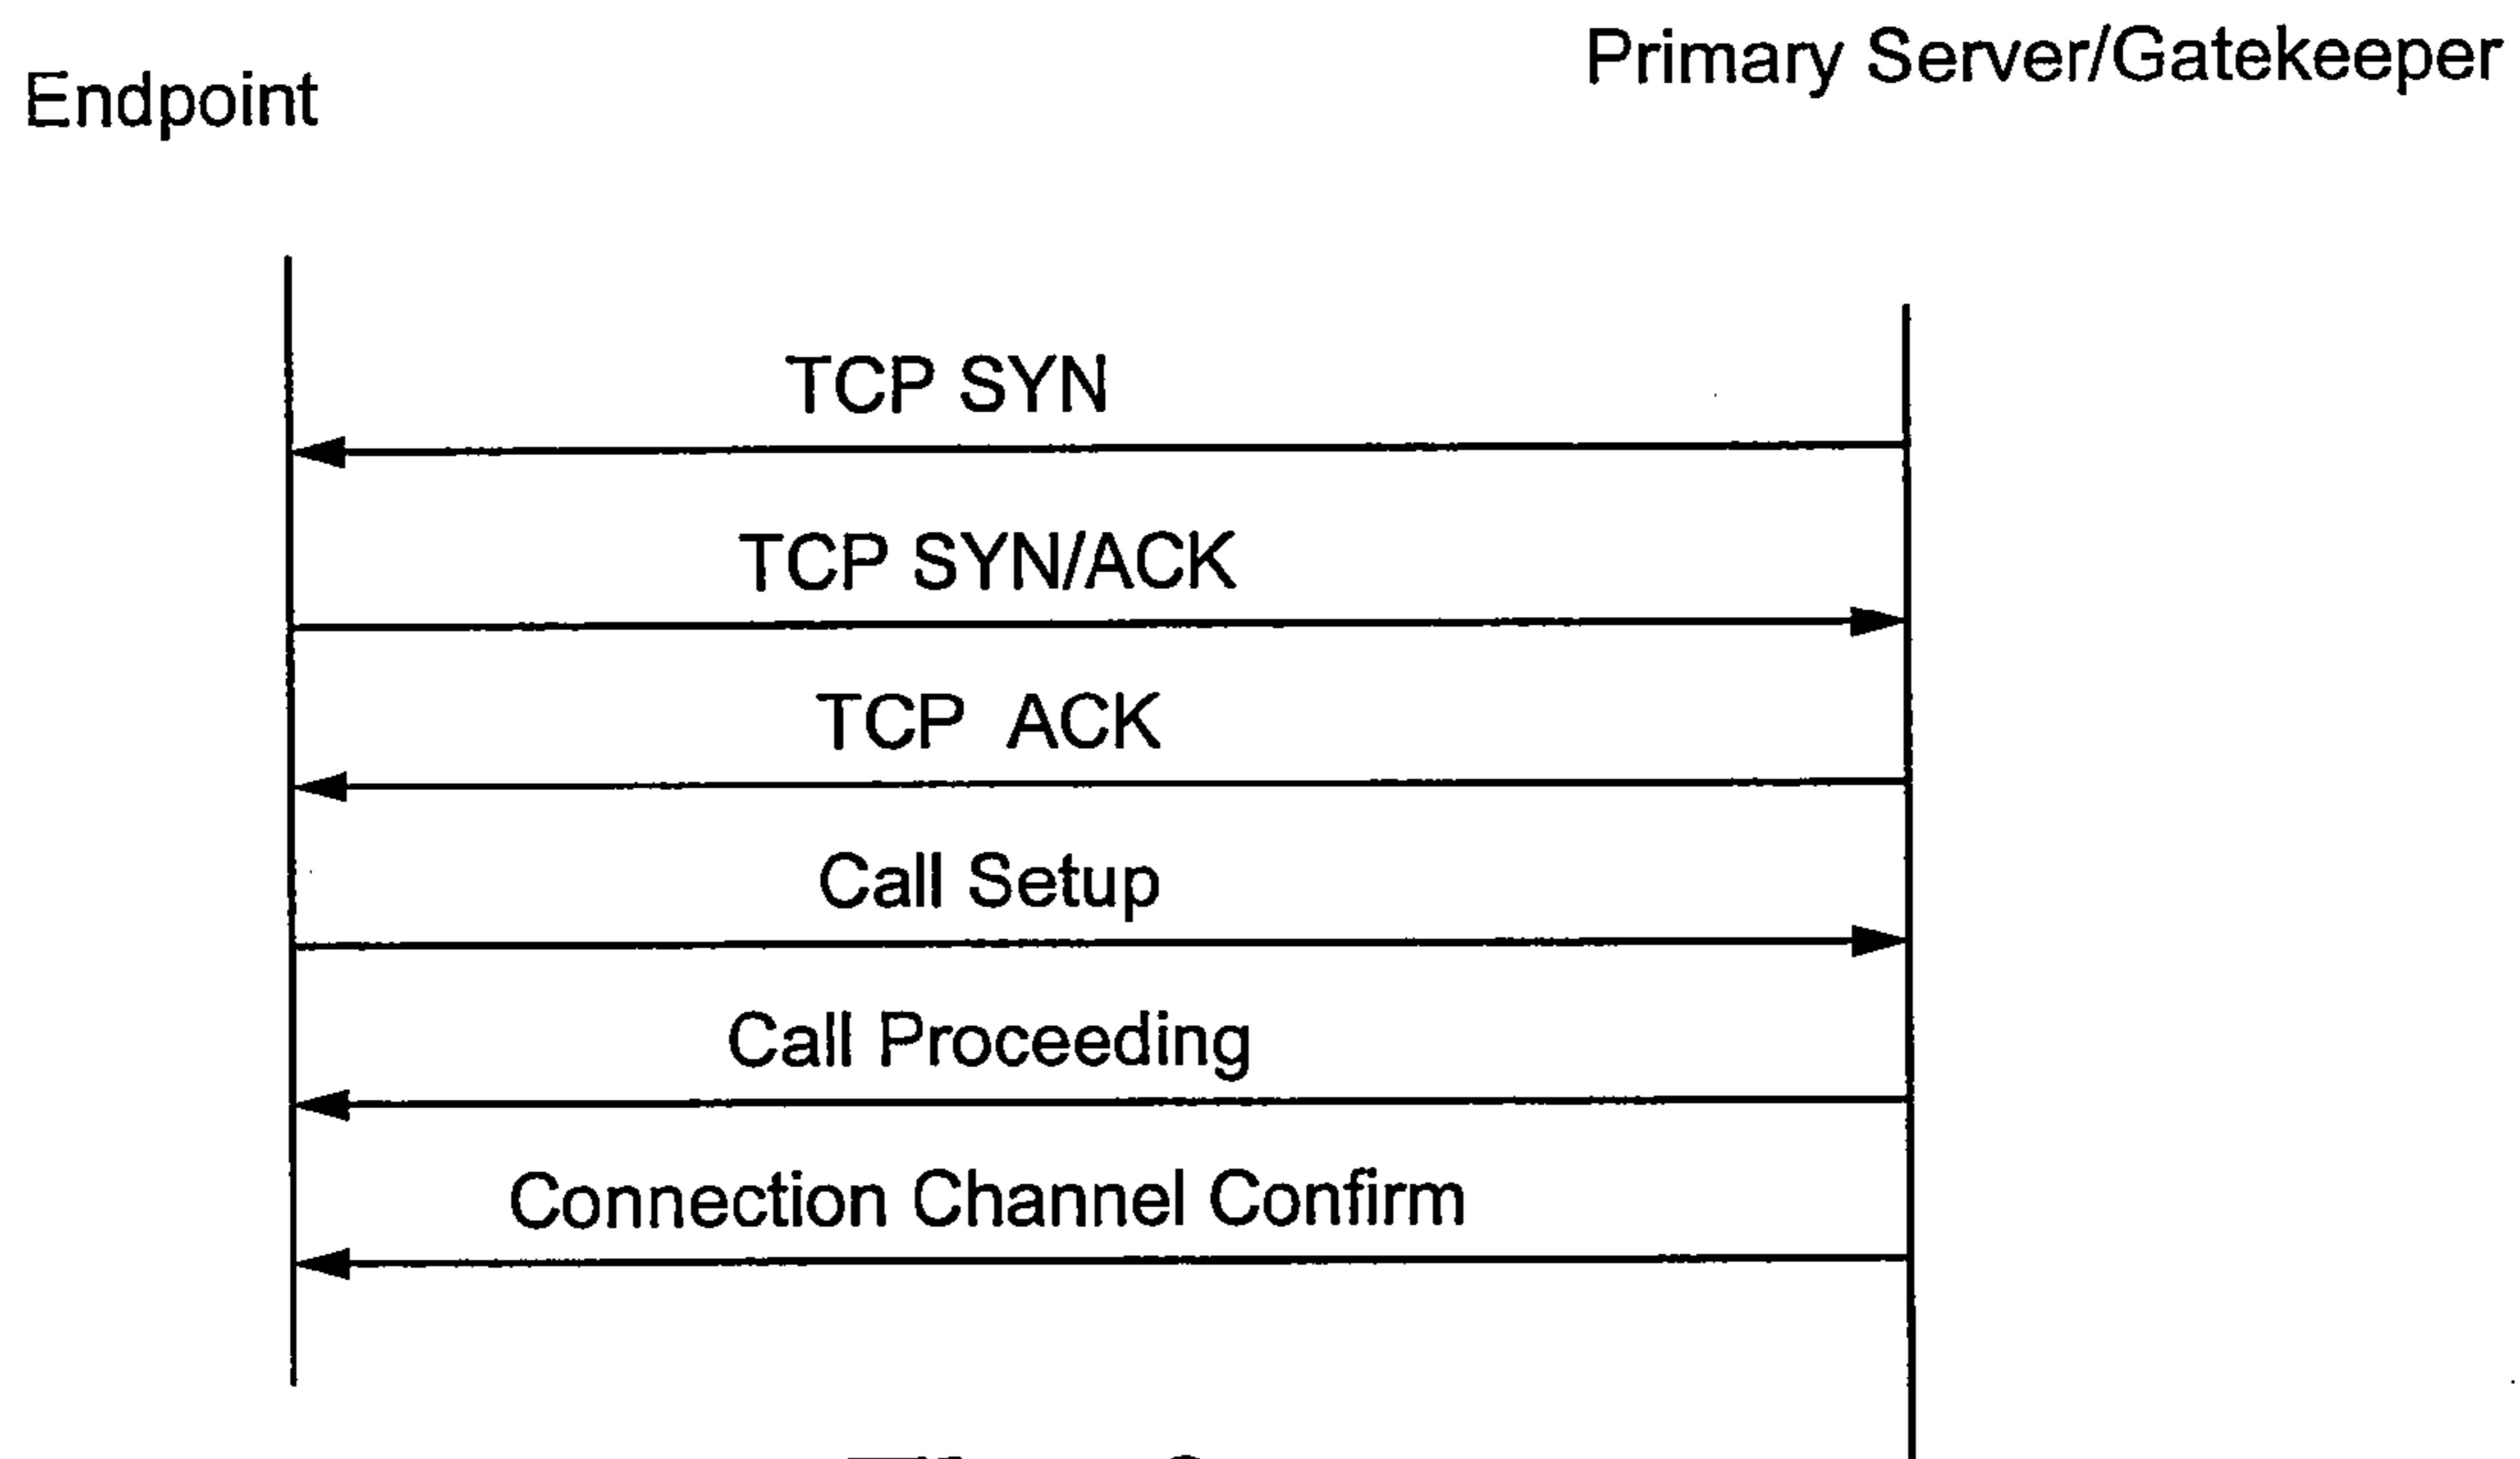 Primary Server/Gatekeeper
Endpoint
TCP SYN
TCP SYN/ACK
TCP ACK
Call Setup
Call Proceeding
Connection Channel Confirm